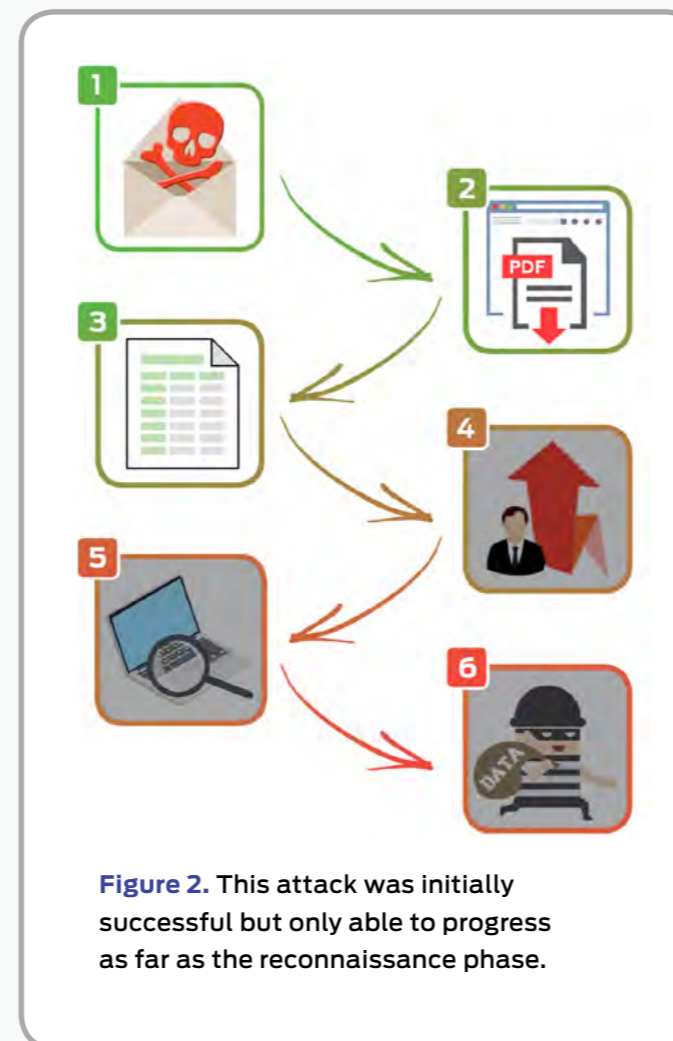 1
2
PDF
3
4
5
6
DATA
Figure 2. This attack was initially
successful but only able to progress
as far as the reconnaissance phase.